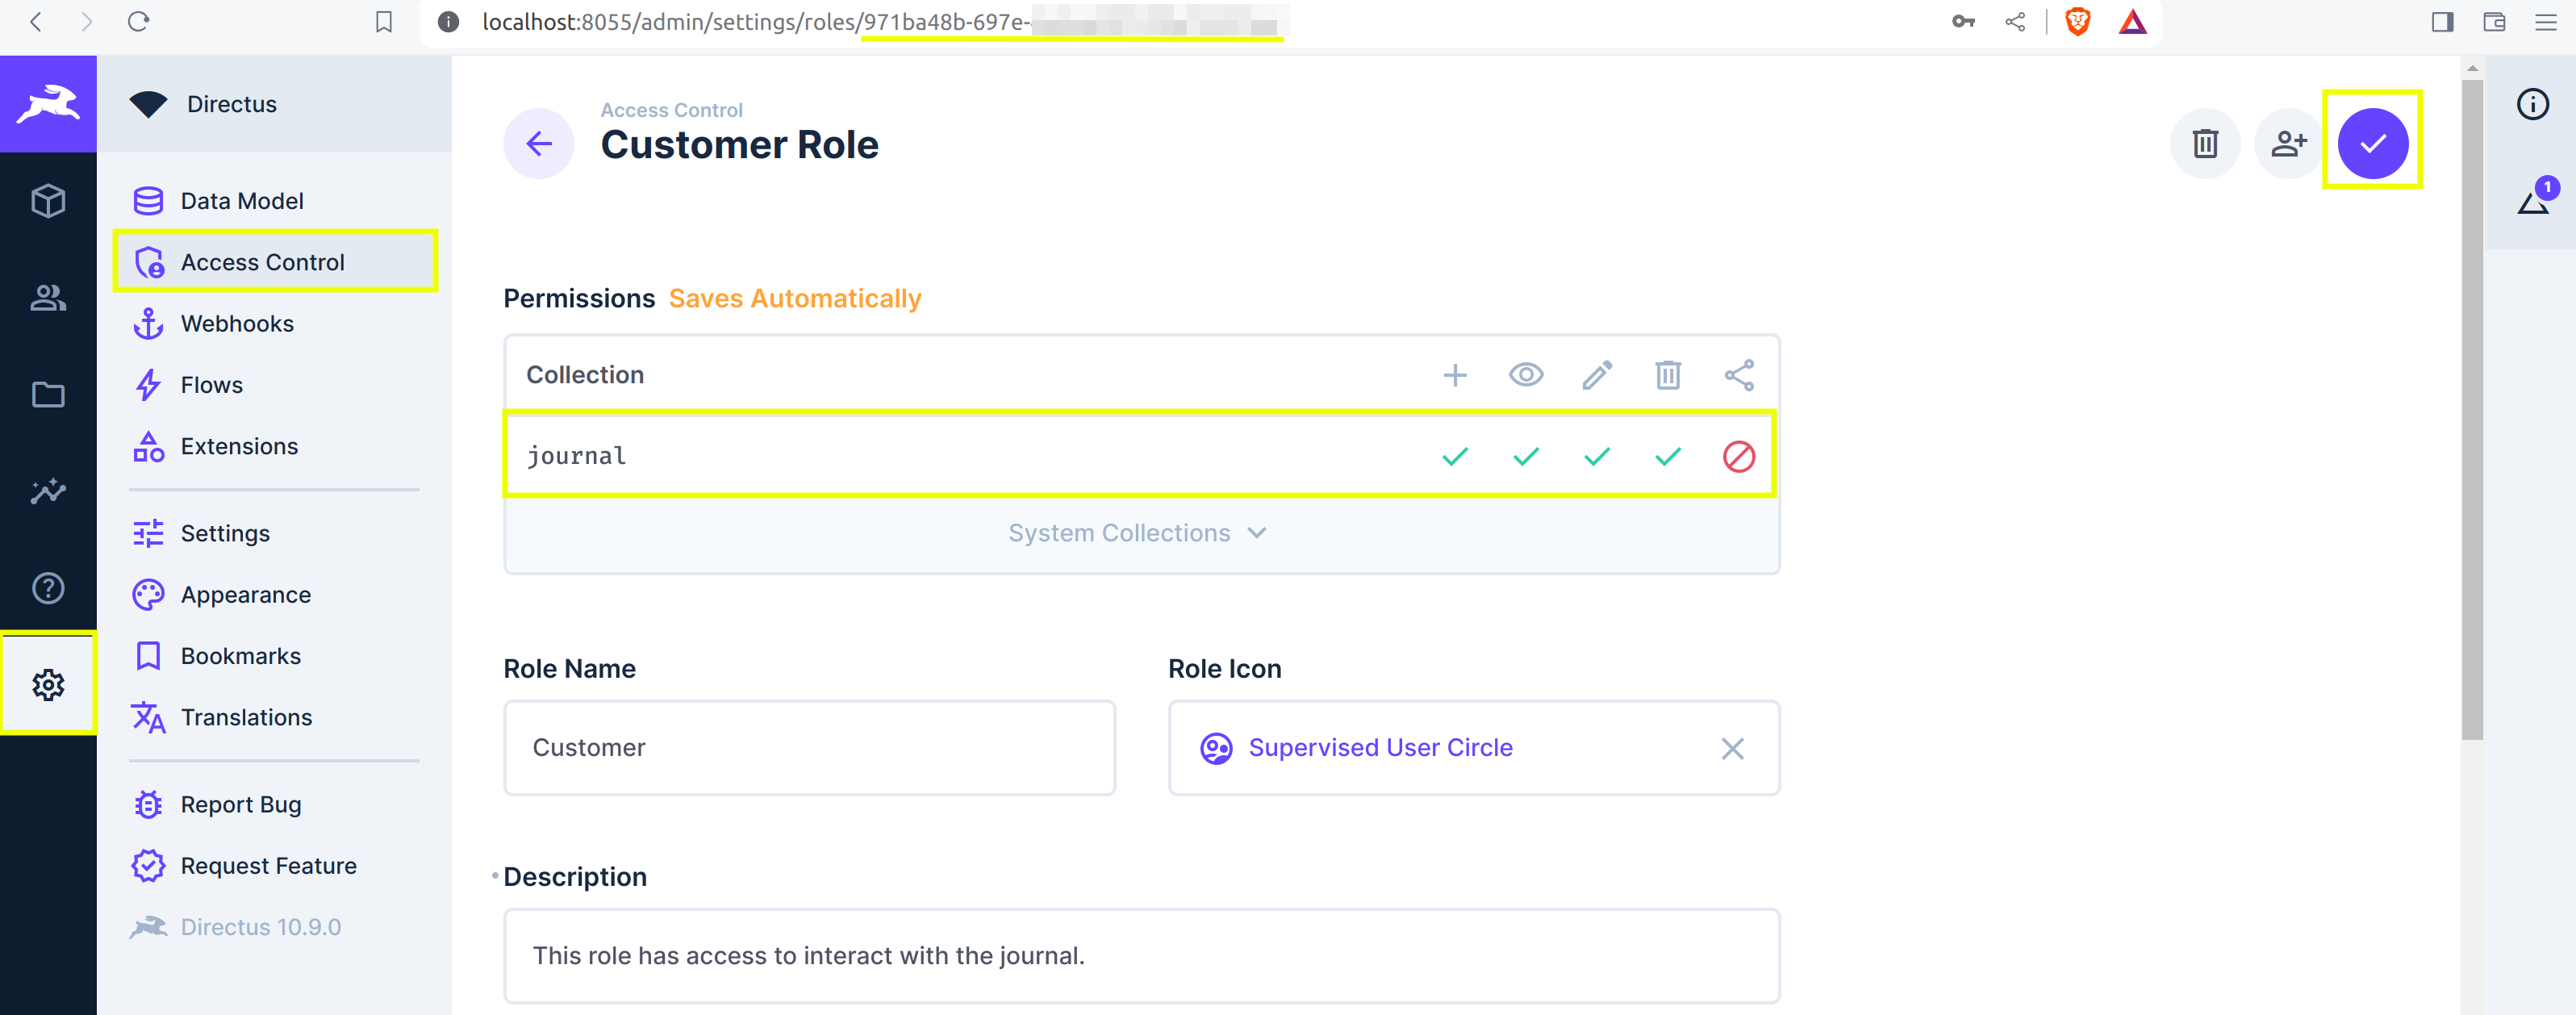 localhost:8055/admin/settings/roles/971ba48b-697e-
Directus
Data Model
Access Control
Webhooks
Flows
Extensions
Settings
Appearance
Bookmarks
Translations
Report Bug
Request Feature
Directus 10.9.0
Access Control
Customer Role
1
Permissions Saves Automatically
Collection
journal
System Collections
Role Name
Role Icon
Customer
Supervised User Circle
Description
This role has access to interact with the journal.